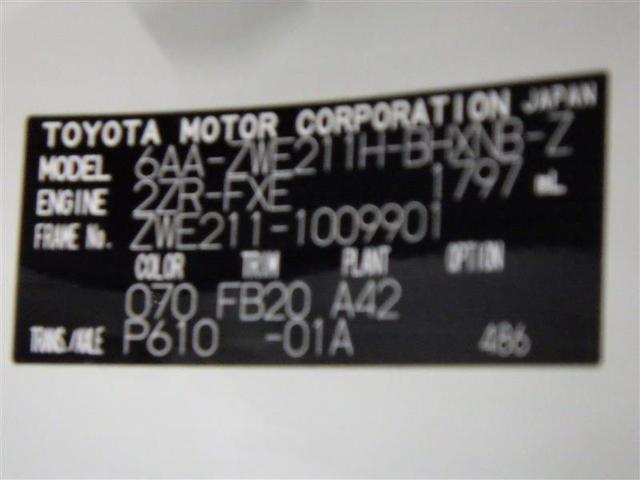 TOYOTA MOTOR CORPORATION JAPAN
MODEL 6AA-ZWE211H-BHXNB-Z
ENGINE 2ZR-FXE 1797 mL
FRAME No. ZWE211-1009901
COLOR TRIM PLANT OPTION
070 FB20 A42
TRANS./AXLE P610 -01A 486